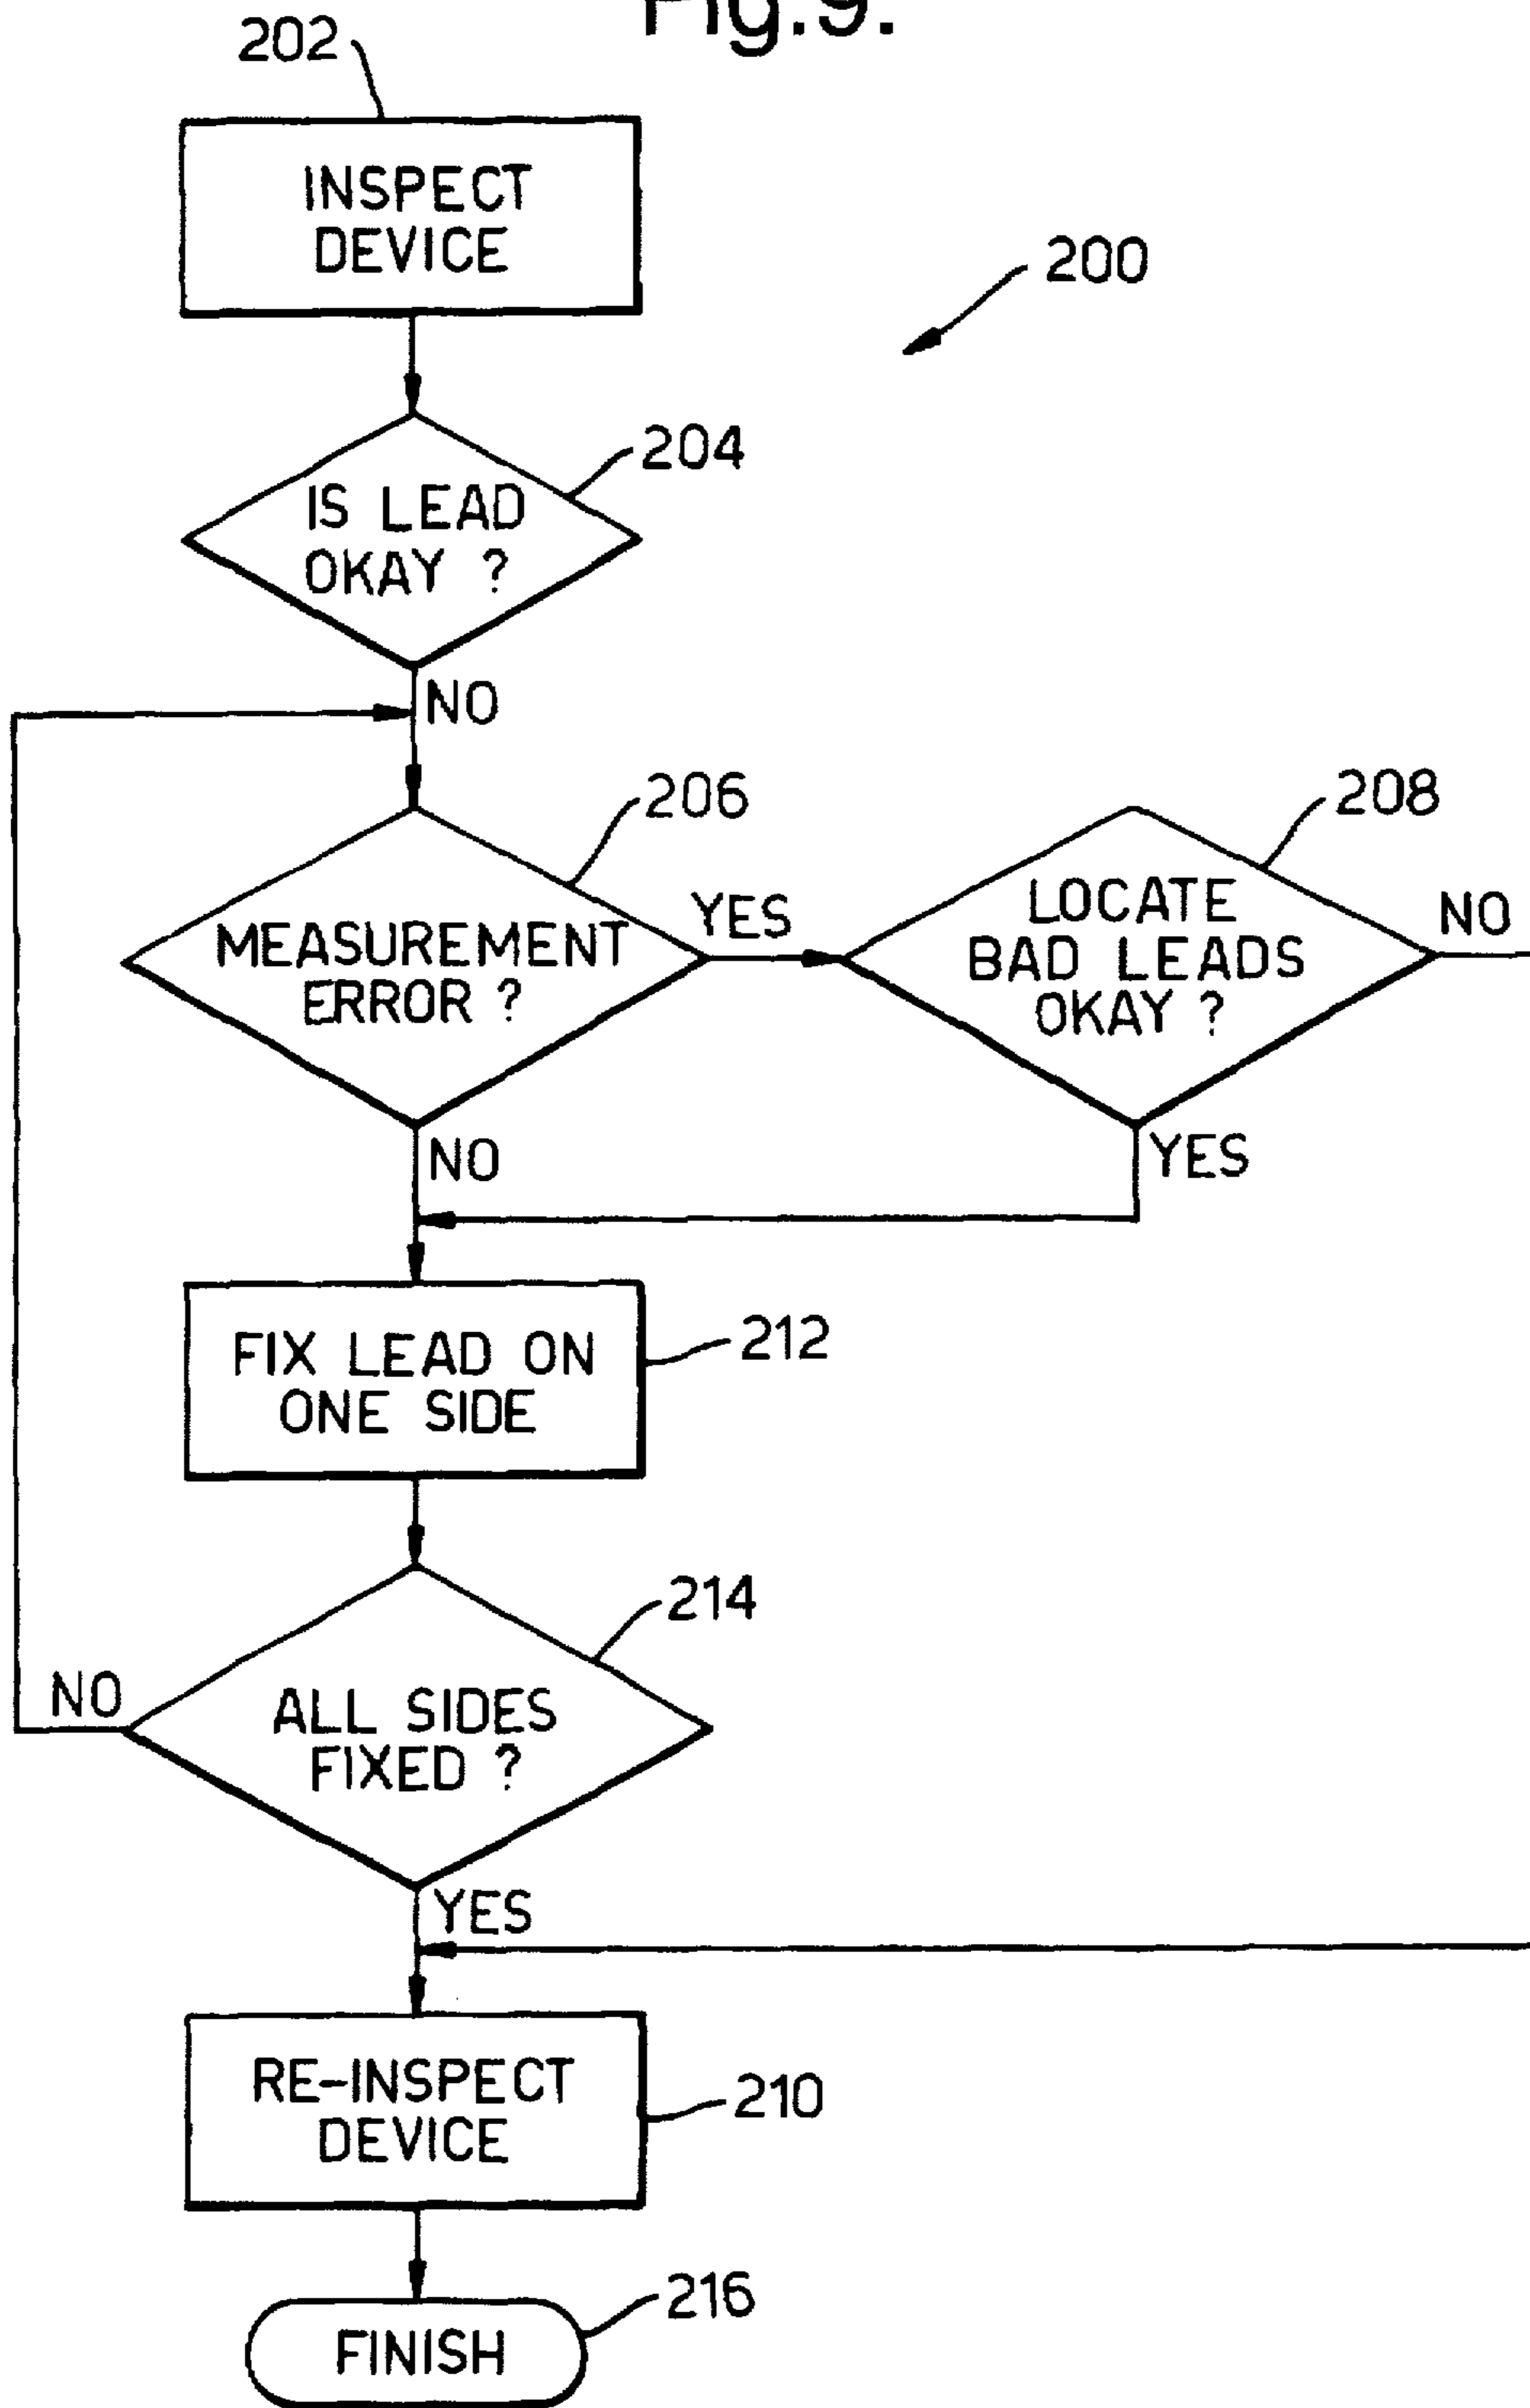 Fig.9.
202
INSPECT
DEVICE
200
204
IS LEAD
OKAY ?
NO
206
208
MEASUREMENT
ERROR ?
YES
LOCATE
BAD LEADS
OKAY ?
NO
NO
YES
FIX LEAD ON
ONE SIDE
212
214
NO
ALL SIDES
FIXED ?
YES
RE-INSPECT
DEVICE
210
216
FINISH